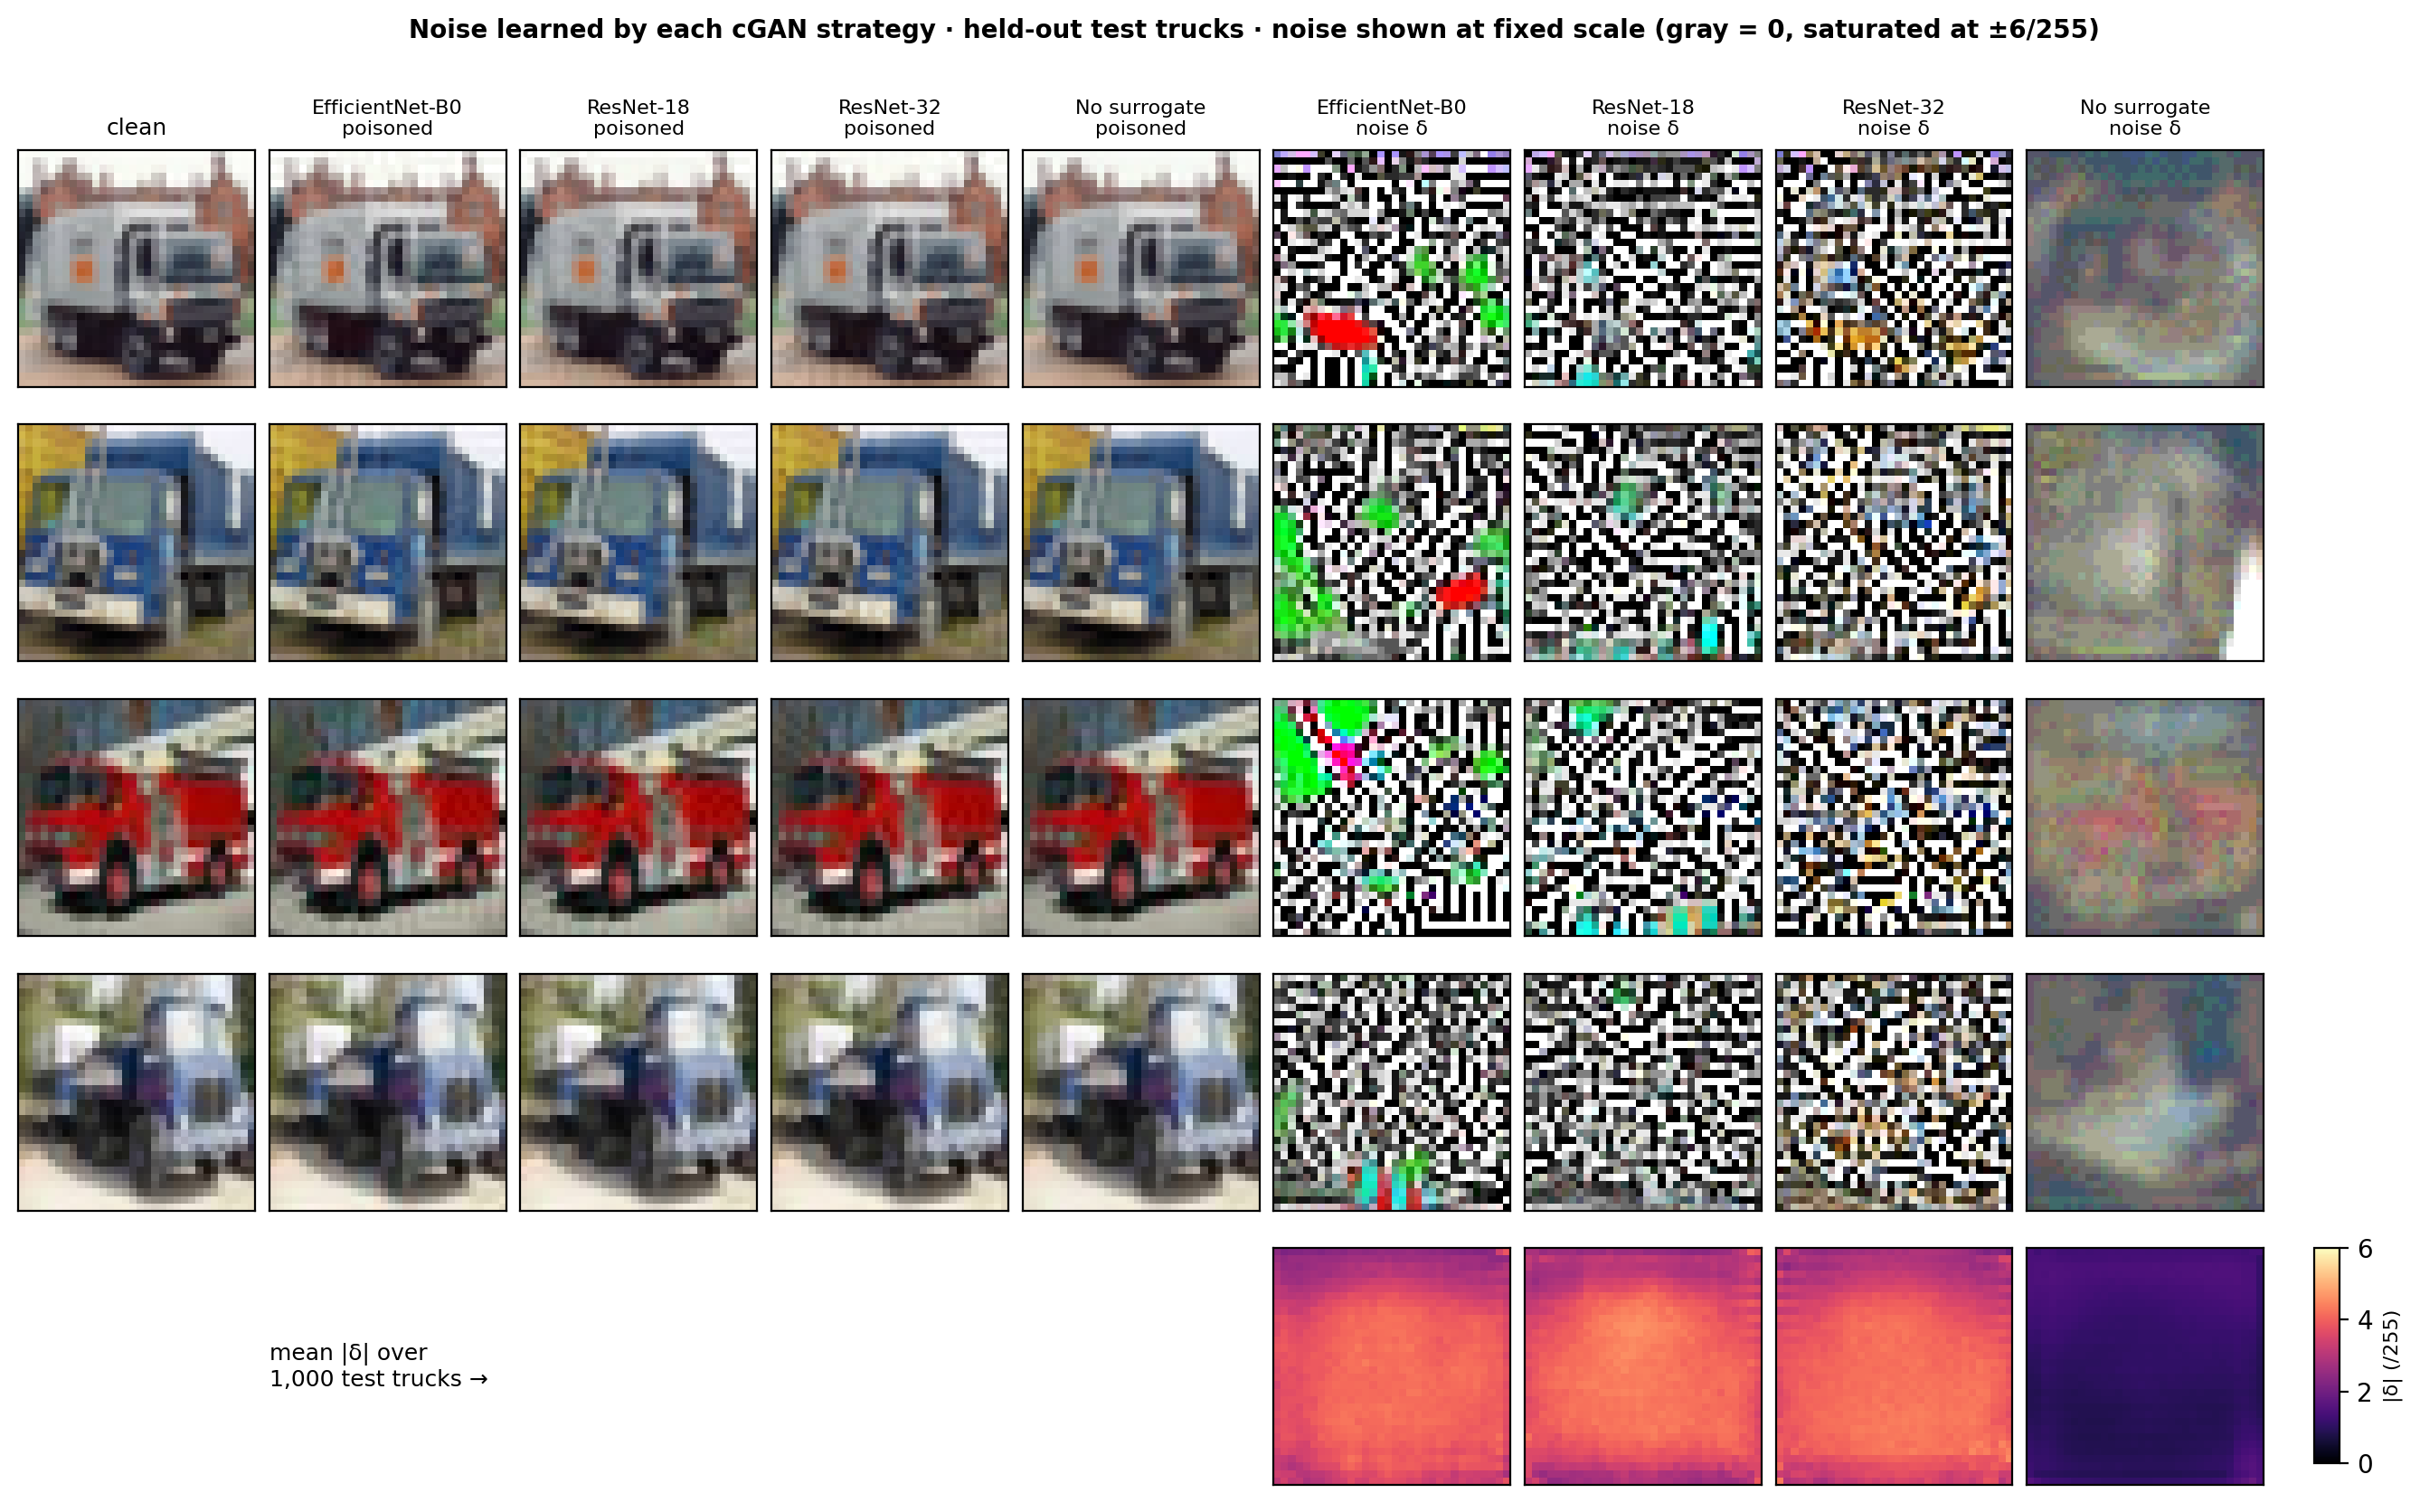 Noise learned by each cGAN strategy · held-out test trucks · noise shown at fixed scale (gray = 0, saturated at ±6/255)
clean
EfficientNet-B0
poisoned
ResNet-18
poisoned
ResNet-32
poisoned
No surrogate
poisoned
EfficientNet-B0
noise δ
ResNet-18
noise δ
ResNet-32
noise δ
No surrogate
noise δ
mean |δ| over
1,000 test trucks →
6
4
2
0
|δ| (/255)